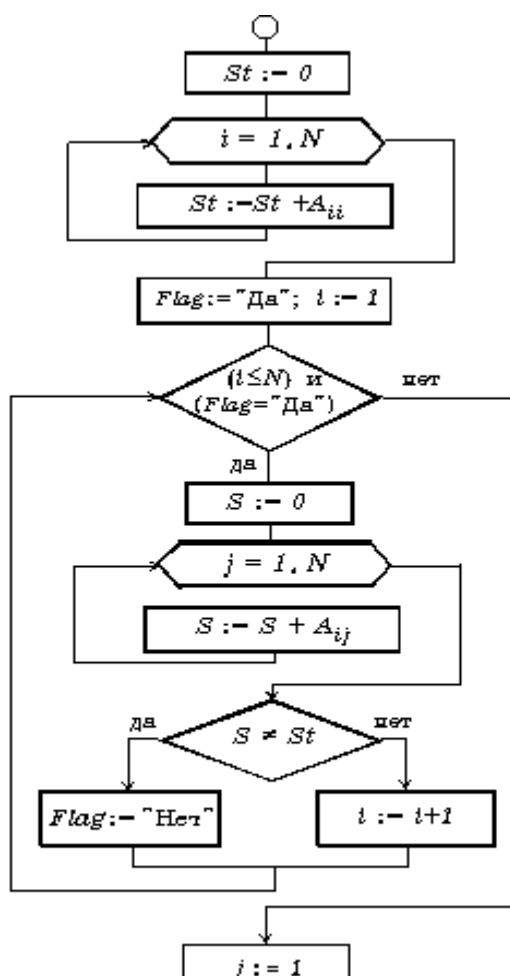 St := 0
i = 1, N
St := St + A_ii
Flag := "Да"; i := 1
(i≤N) и
(Flag="Да")
нет
да
S := 0
j = 1, N
S := S + A_ij
да
S ≠ St
нет
Flag := "Нет"
i := i+1
j := 1